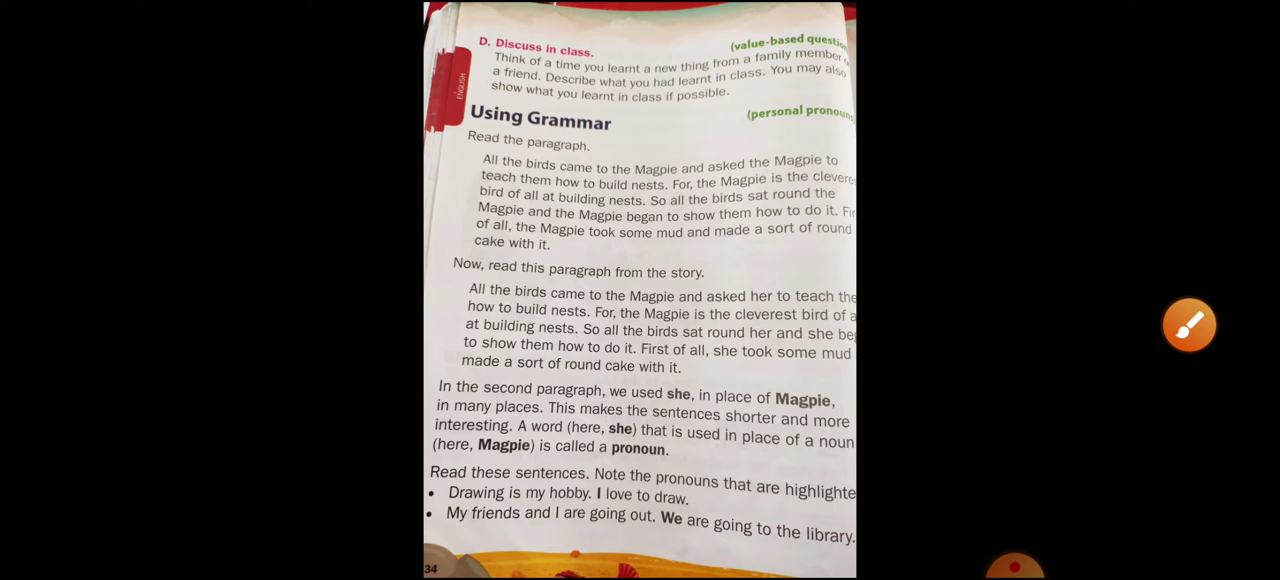 D. Discuss in class.
(value-based questio
Think of a time you learnt a new thing from a family member
a friend. Describe what you had learnt in class. You may also
show what you learnt in class if possible.
ENGLISH
Using Grammar
(personal pronoun
Read the paragraph.
All the birds came to the Magpie and asked the Magpie to
teach them how to build nests. For, the Magpie is the clevere
bird of all at building nests. So all the birds sat round the
Magpie and the Magpie began to show them how to do it. Fir
of all, the Magpie took some mud and made a sort of round
cake with it.
Now, read this paragraph from the story.
All the birds came to the Magpie and asked her to teach the
how to build nests. For, the Magpie is the cleverest bird of a
at building nests. So all the birds sat round her and she beg
to show them how to do it. First of all, she took some mud
made a sort of round cake with it.
In the second paragraph, we used she, in place of Magpie,
in many places. This makes the sentences shorter and more
interesting. A word (here, she) that is used in place of a noun
(here, Magpie) is called a pronoun.
Read these sentences. Note the pronouns that are highlighte
• Drawing is my hobby. I love to draw.
• My friends and I are going out. We are going to the library.
34